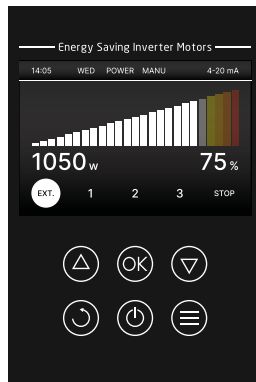 Energy Saving Inverter Motors
14:05 WED POWER MANU 4-20 mA
1050 W 75 %
EXT. 1 2 3 STOP
OK